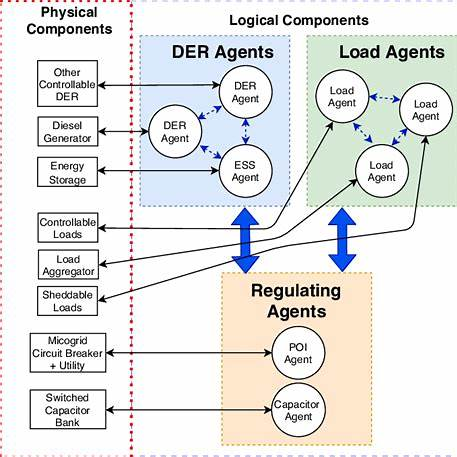 Physical
Components
Logical Components
DER Agents
Load Agents
Other
Controllable
DER
Diesel
Generator
Energy
Storage
Controllable
Loads
Load
Aggregator
Sheddable
Loads
Micogrid
Circuit Breaker
+ Utility
Switched
Capacitor
Bank
DER
Agent
DER
Agent
ESS
Agent
Load
Agent
Load
Agent
Load
Agent
Regulating
Agents
POI
Agent
Capacitor
Agent